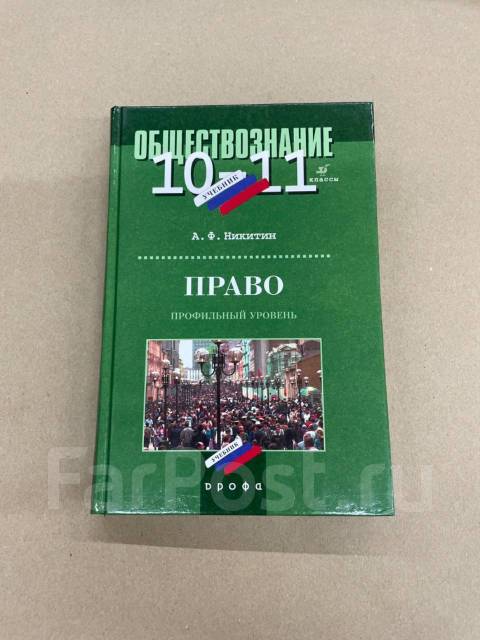 ОБЩЕСТВОЗНАНИЕ
10-11
УЧЕБНИК
классы
А. Ф. Никитин
ПРАВО
ПРОФИЛЬНЫЙ УРОВЕНЬ
УЧЕБНИК
дрофа
FarPost.ru